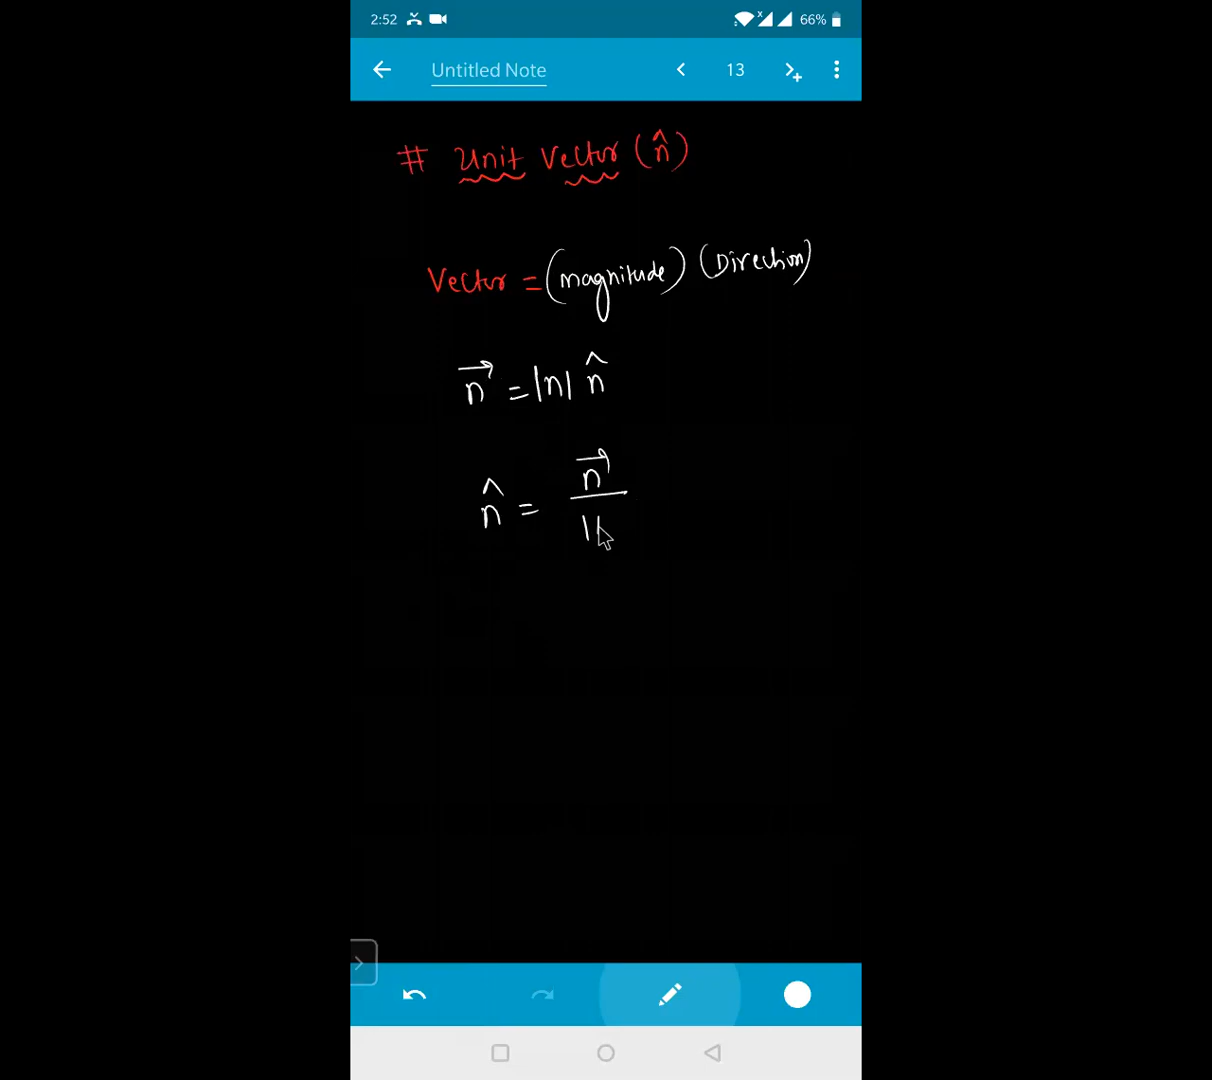 2:52 66%
Untitled Note 13
# Unit Vector (n̂)
Vector = (magnitude) (Direction)
n⃗ = |n| n̂
n̂ = n⃗ / |